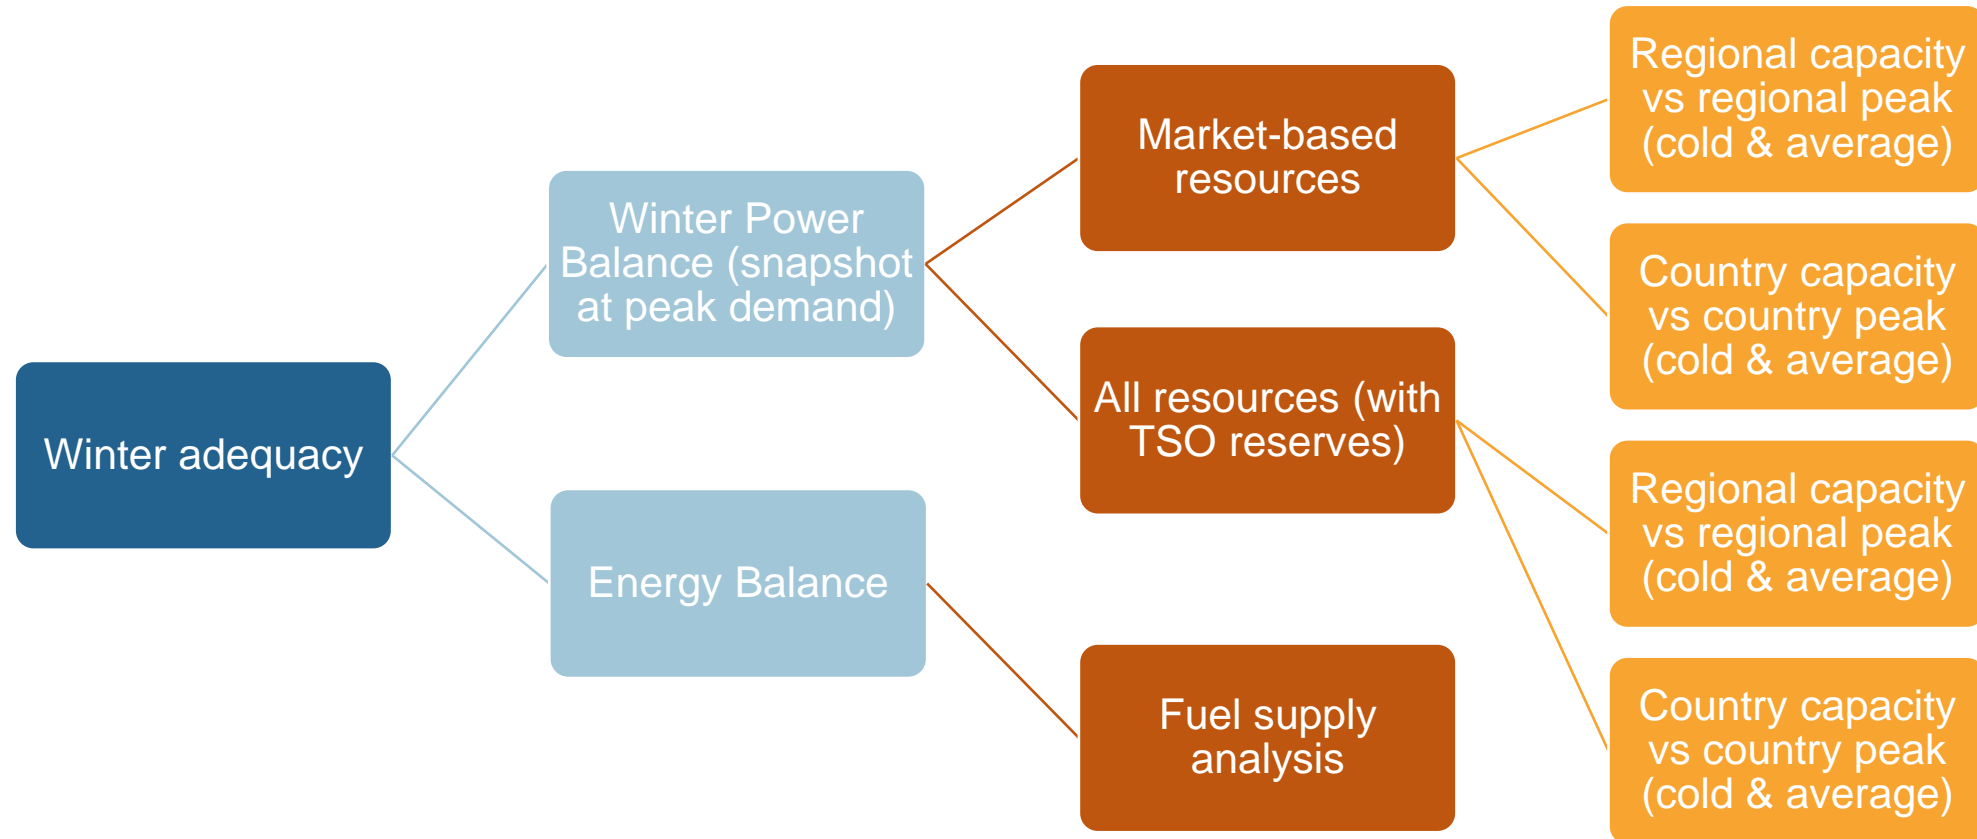 Winter adequacy
Winter Power
Balance (snapshot
at peak demand)
Energy Balance
Market-based
resources
All resources (with
TSO reserves)
Fuel supply
analysis
Regional capacity
vs regional peak
(cold & average)
Country capacity
vs country peak
(cold & average)
Regional capacity
vs regional peak
(cold & average)
Country capacity
vs country peak
(cold & average)